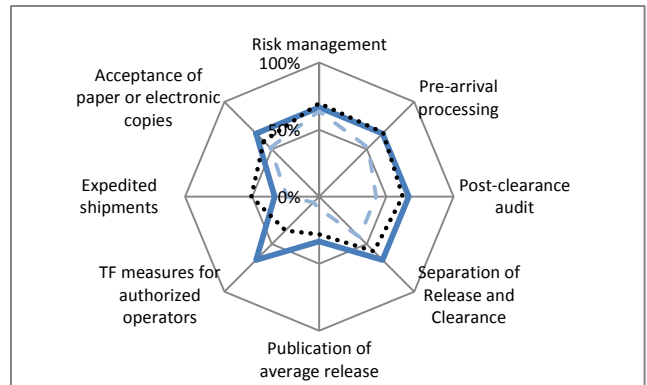 Risk management
100%
Acceptance of
paper or electronic
copies
Pre-arrival
processing
50%
Expedited
shipments
0%
Post-clearance
audit
TF measures for
authorized
operators
Separation of
Release and
Clearance
Publication of
average release